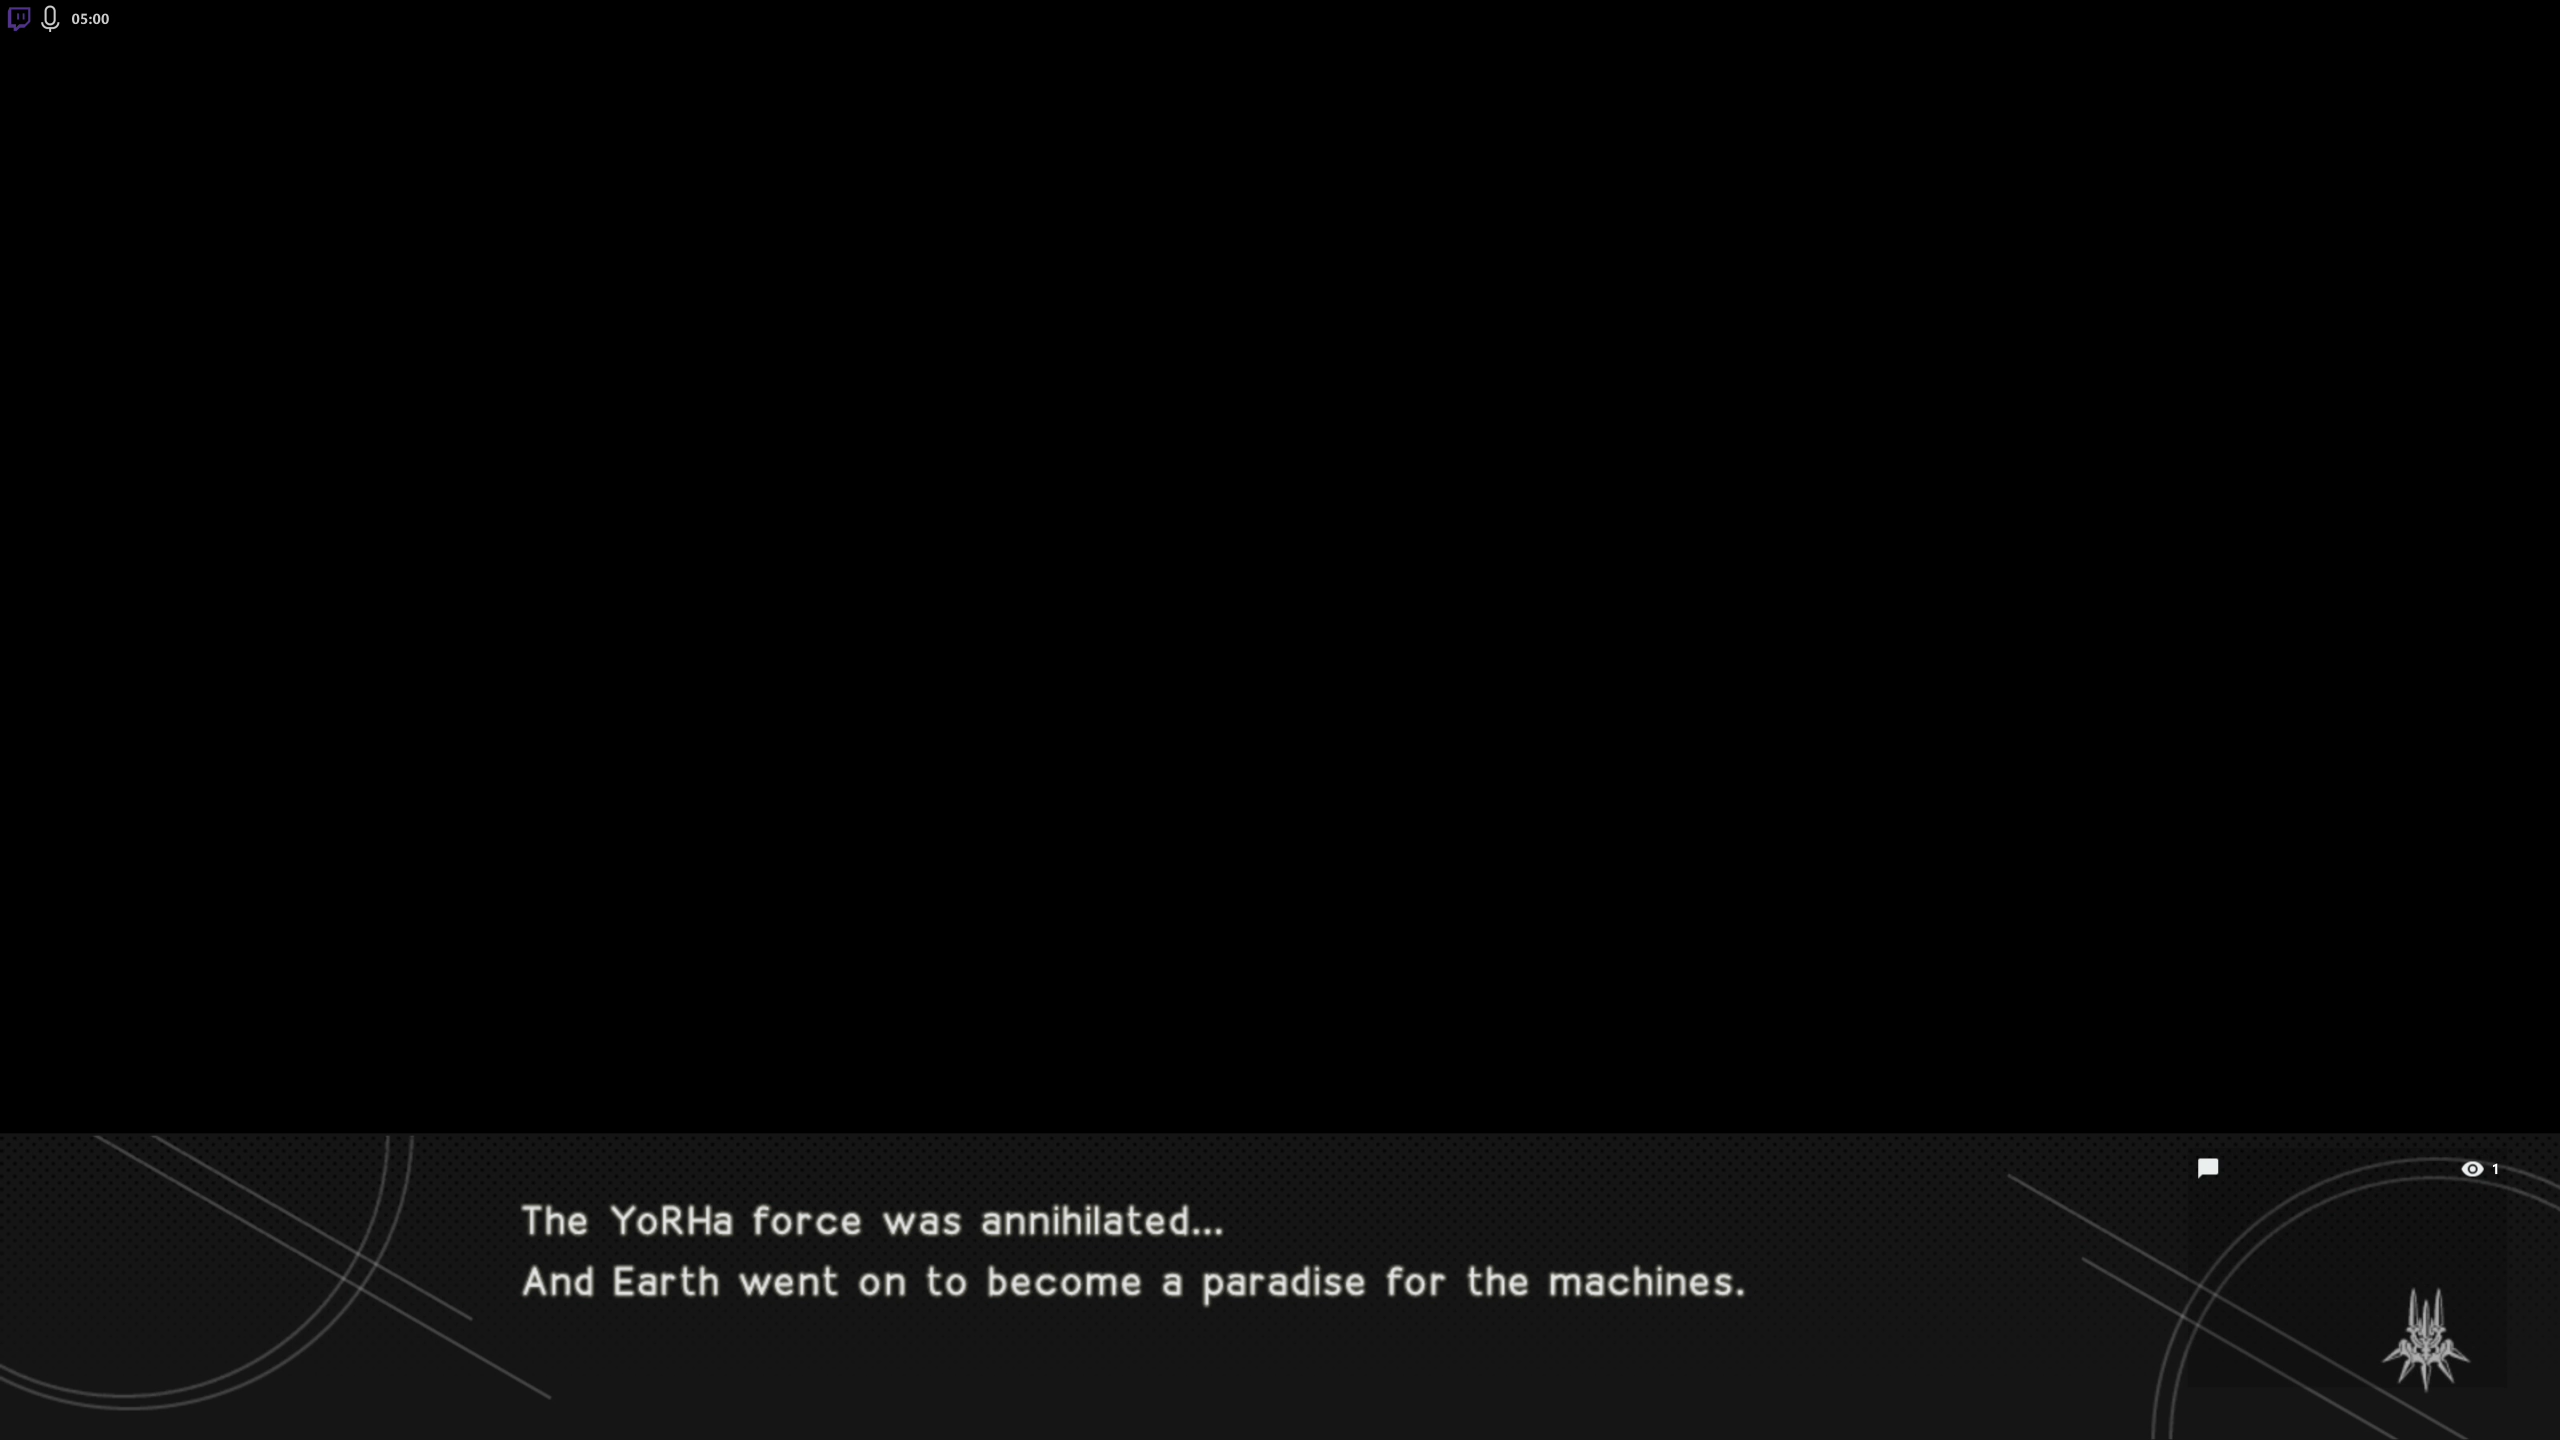 05:00
1
The YoRHa force was annihilated...
And Earth went on to become a paradise for the machines.